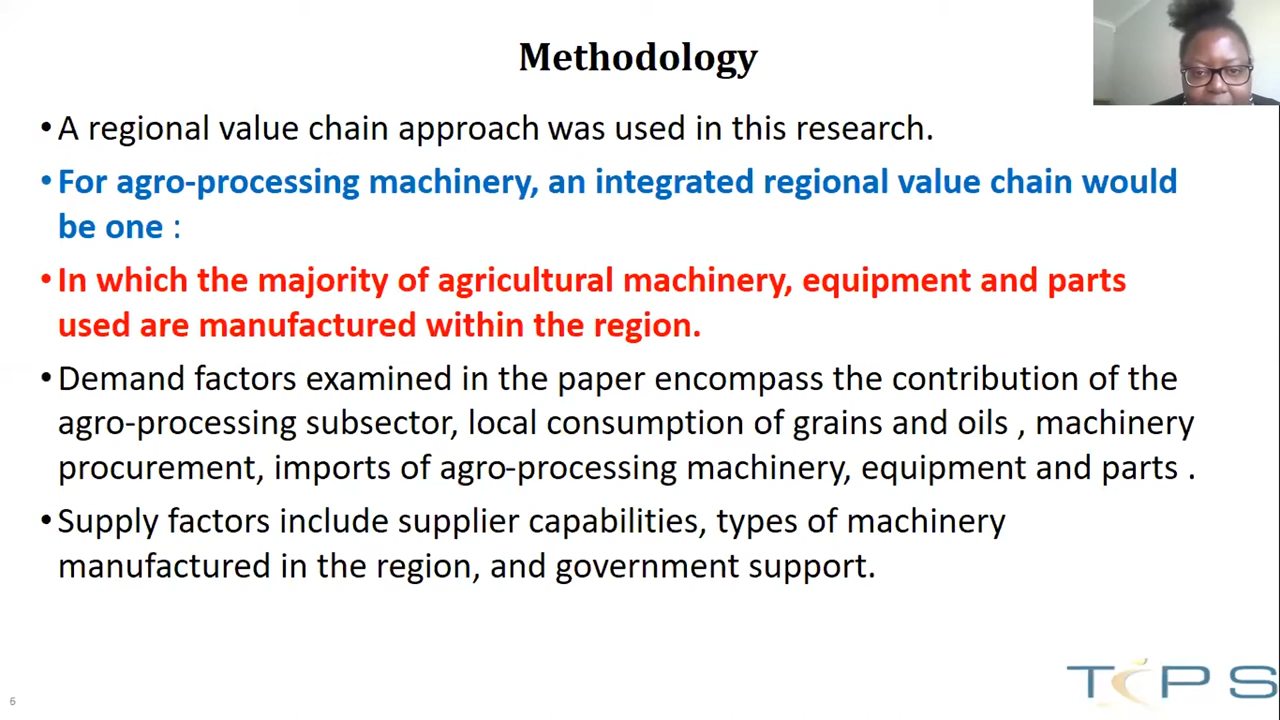 Methodology
• A regional value chain approach was used in this research.
• For agro-processing machinery, an integrated regional value chain would
be one :
• In which the majority of agricultural machinery, equipment and parts
used are manufactured within the region.
• Demand factors examined in the paper encompass the contribution of the
agro-processing subsector, local consumption of grains and oils , machinery
procurement, imports of agro-processing machinery, equipment and parts .
• Supply factors include supplier capabilities, types of machinery
manufactured in the region, and government support.
6
TIPS